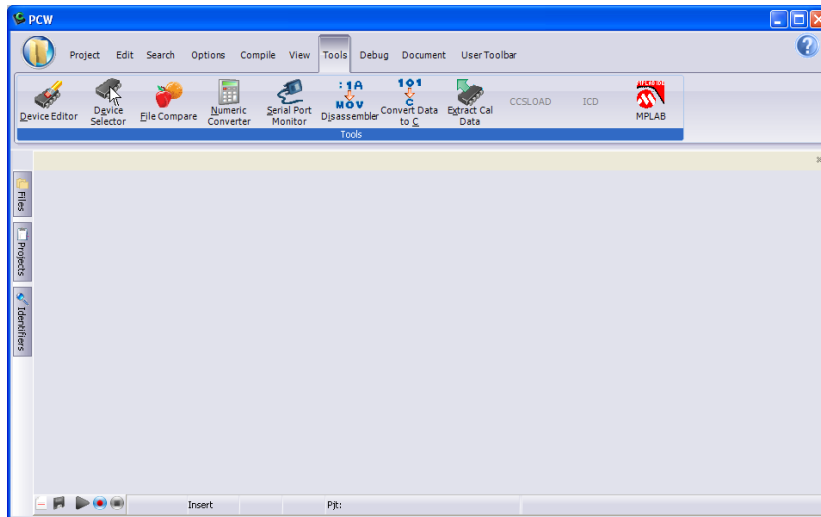 PCW
Project Edit Search Options Compile View Tools Debug Document User Toolbar
Device Editor
Device
Selector
File Compare
Numeric
Converter
Serial Port
Monitor
:1A
MOV
Disassembler
101
C
Convert Data
to C
Extract Cal
Data
CCSLOAD
ICD
MPLAB
Tools
Files
Projects
Identifiers
Insert
Pjt: